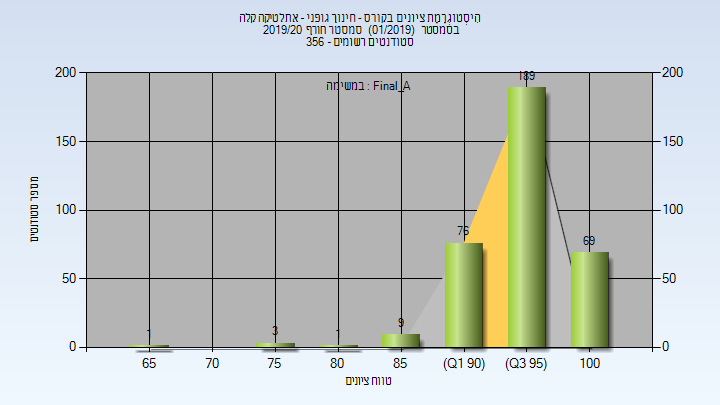 היסטוגרמת ציונים בקורס - חינוך גופני - אתלטיקה קלה
בסמסטר (01/2019) סמסטר חורף 2019/20
סטודנטים רשומים - 356
במשימה : Final_A
200 200
150 150
100 100
50 50
0 0
מספר סטודנטים
1 3 1 9 76 189 69
65 70 75 80 85 (Q1 90) (Q3 95) 100
טווח ציונים